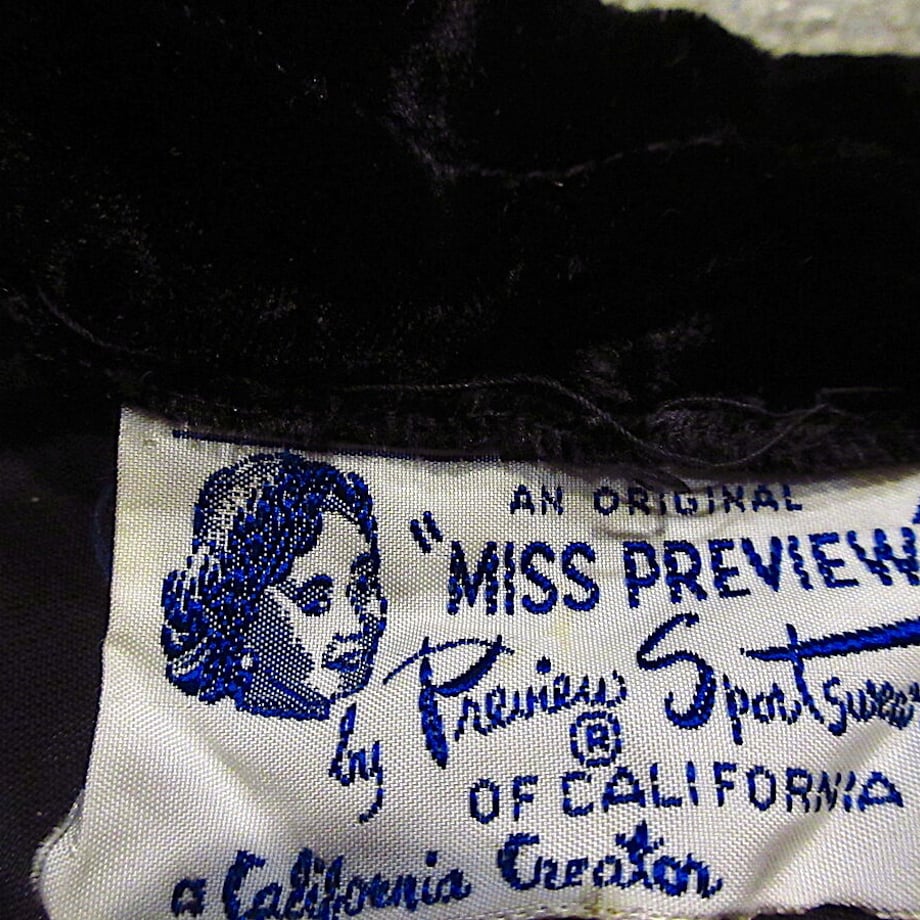 AN ORIGINAL
"MISS PREVIEW"
by Preview Sportswear
®
OF CALIFORNIA
a California Creator